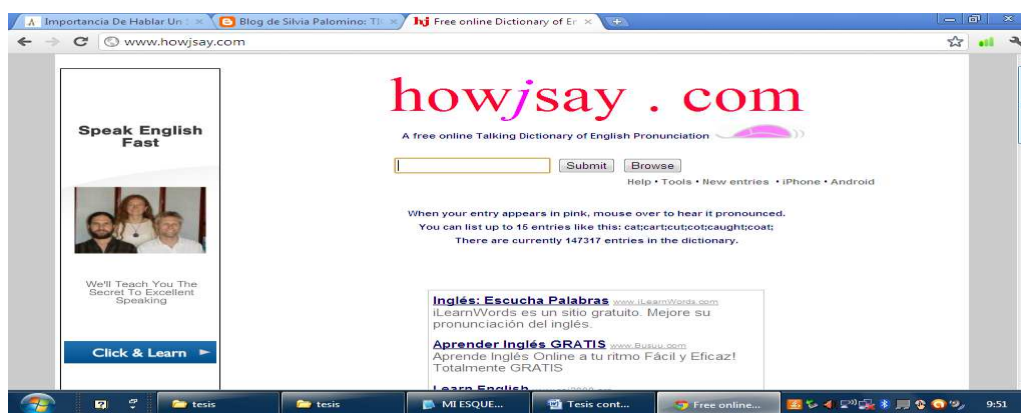 Importancia De Hablar Un
Blog de Silvia Palomino: TI
hj Free online Dictionary of Er
www.howjsay.com
Speak English
Fast
We'll Teach You The
Secret To Excellent
Speaking
Click & Learn
howjsay . com
A free online Talking Dictionary of English Pronunciation
Submit Browse
Help • Tools • New entries • iPhone • Android
When your entry appears in pink, mouse over to hear it pronounced.
You can list up to 15 entries like this: cat;cart;cut;cot;caught;coat;
There are currently 147317 entries in the dictionary.
Inglés: Escucha Palabras www.iLearnWords.com
iLearnWords es un sitio gratuito. Mejore su
pronunciación del inglés.
Aprender Inglés GRATIS www.Busuu.com
Aprende Inglés Online a tu ritmo Fácil y Eficaz!
Totalmente GRATIS
Learn English
tesis
tesis
MI ESQUE...
Tesis cont...
Free online...
9:51